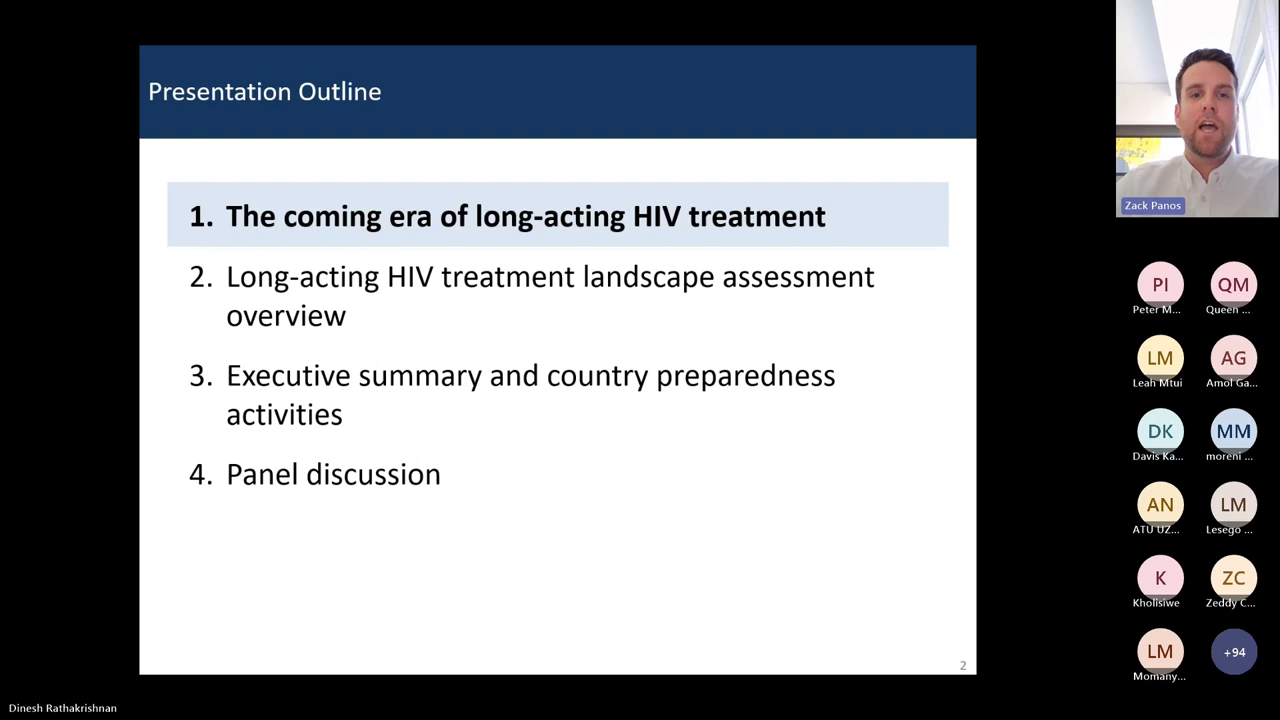 Presentation Outline
1. The coming era of long-acting HIV treatment
2. Long-acting HIV treatment landscape assessment
overview
3. Executive summary and country preparedness
activities
4. Panel discussion
2
Zack Panos
PI
QM
Peter M...
Queen ...
LM
AG
Leah Mtui
Amol Ga...
DK
MM
Davis Ka...
moreni ...
AN
LM
ATU UZ...
Lesego ...
K
ZC
Kholisiwe
Zeddy C...
LM
+94
Momany...
Dinesh Rathakrishnan